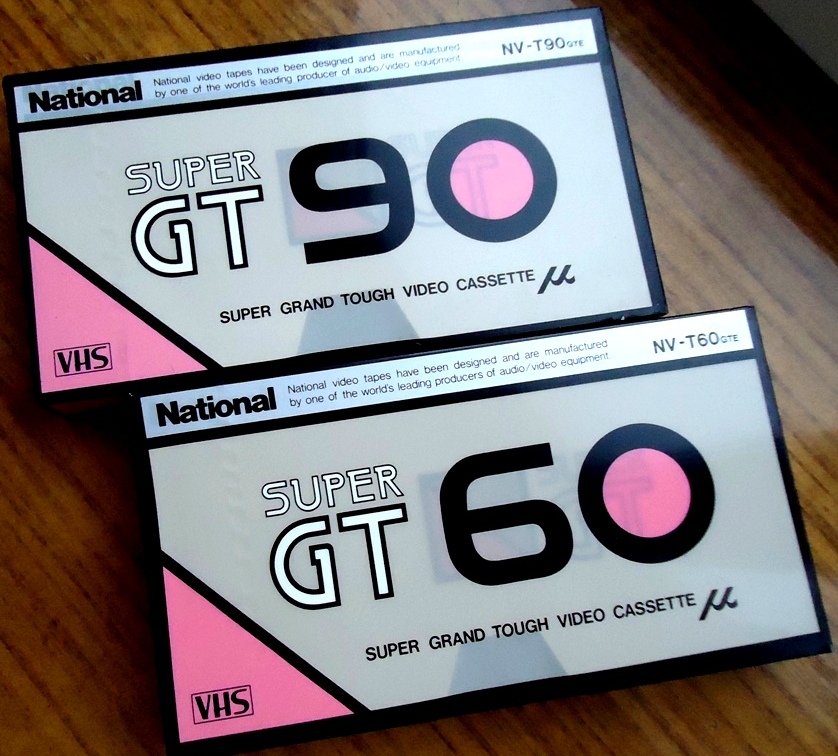 National
National video tapes have been designed and are manufactured
by one of the world's leading producer of audio/video equipment
NV-T90GTE
SUPER
GT 90
SUPER GRAND TOUGH VIDEO CASSETTE μ
VHS
National
National video tapes have been designed and are manufactured
by one of the world's leading producers of audio/video equipment
NV-T60GTE
SUPER
GT 60
SUPER GRAND TOUGH VIDEO CASSETTE μ
VHS